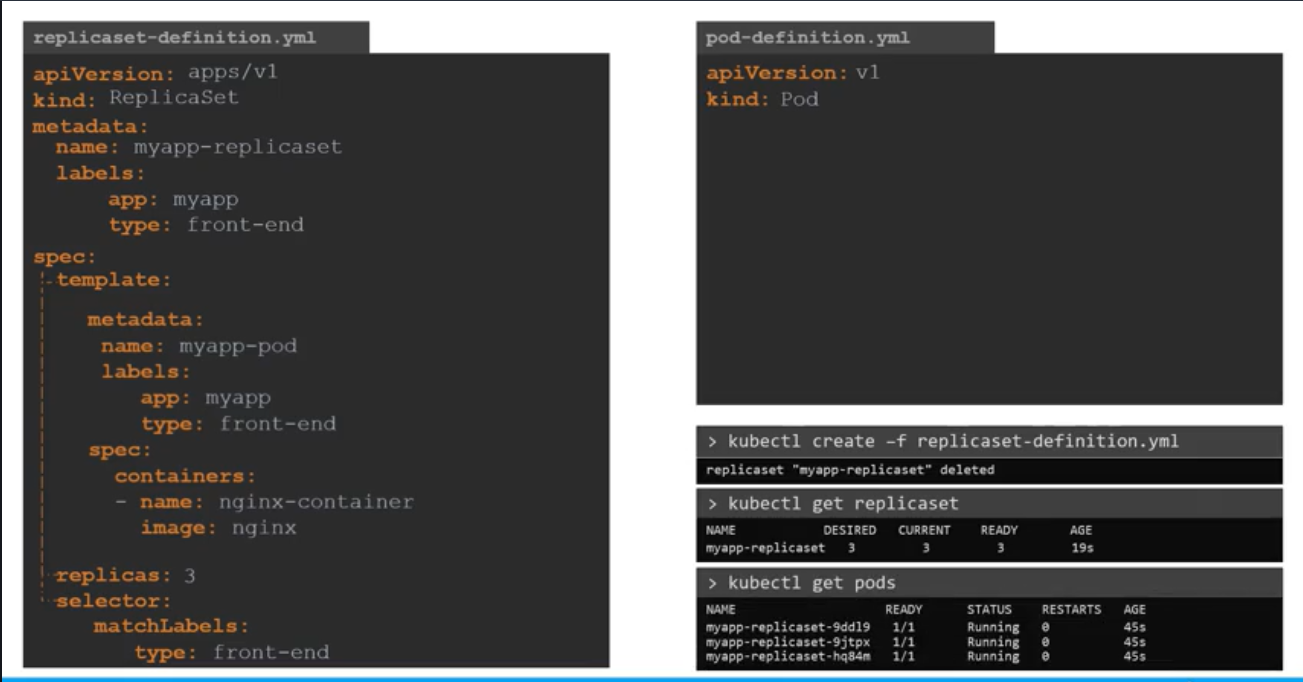 replicaset-definition.yml
apiVersion: apps/v1
kind: ReplicaSet
metadata:
name: myapp-replicaset
labels:
app: myapp
type: front-end
spec:
template:
metadata:
name: myapp-pod
labels:
app: myapp
type: front-end
spec:
containers:
- name: nginx-container
image: nginx
replicas: 3
selector:
matchLabels:
type: front-end
pod-definition.yml
apiVersion: v1
kind: Pod
> kubectl create –f replicaset-definition.yml
replicaset "myapp-replicaset" deleted
> kubectl get replicaset
NAME DESIRED CURRENT READY AGE
myapp-replicaset 3 3 3 19s
> kubectl get pods
NAME READY STATUS RESTARTS AGE
myapp-replicaset-9ddl9 1/1 Running 0 45s
myapp-replicaset-9jtpx 1/1 Running 0 45s
myapp-replicaset-hq84m 1/1 Running 0 45s